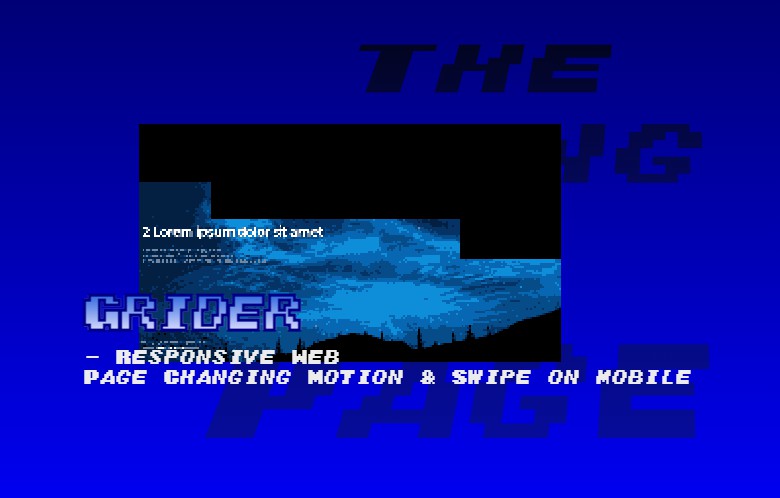 THE
NG
2 Lorem ipsum dolor sit amet
GRIDER
- RESPONSIVE WEB
PAGE CHANGING MOTION & SWIPE ON MOBILE
PAGE